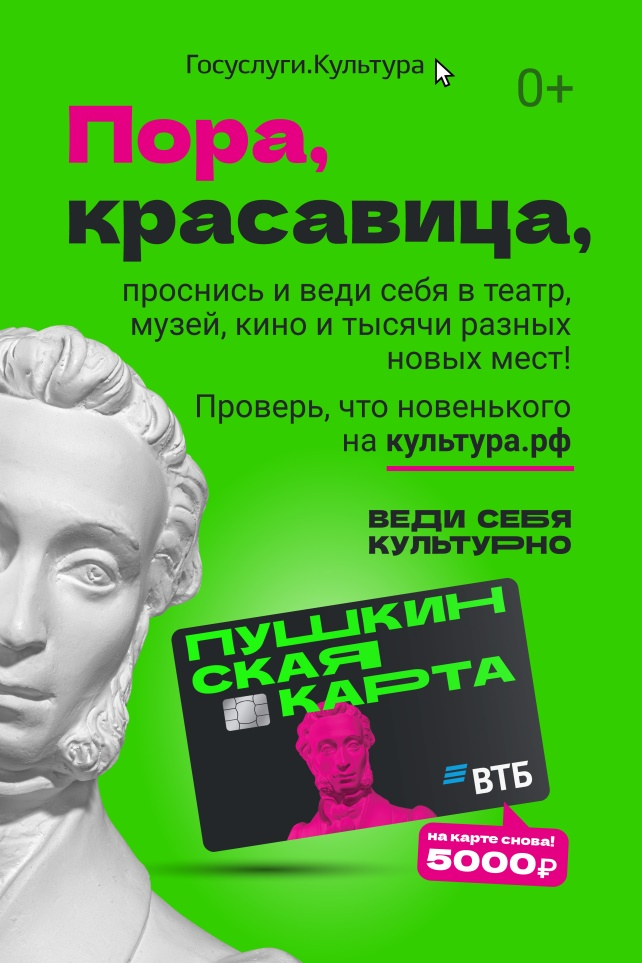 Госуслуги.Культура
0+
Пора,
красавица,
проснись и веди себя в театр,
музей, кино и тысячи разных
новых мест!
Проверь, что новенького
на культура.рф
ВЕДИ СЕБЯ
КУЛЬТУРНО
ПУШКИН
СКАЯ
КАРТА
ВТБ
на карте снова!
5000₽